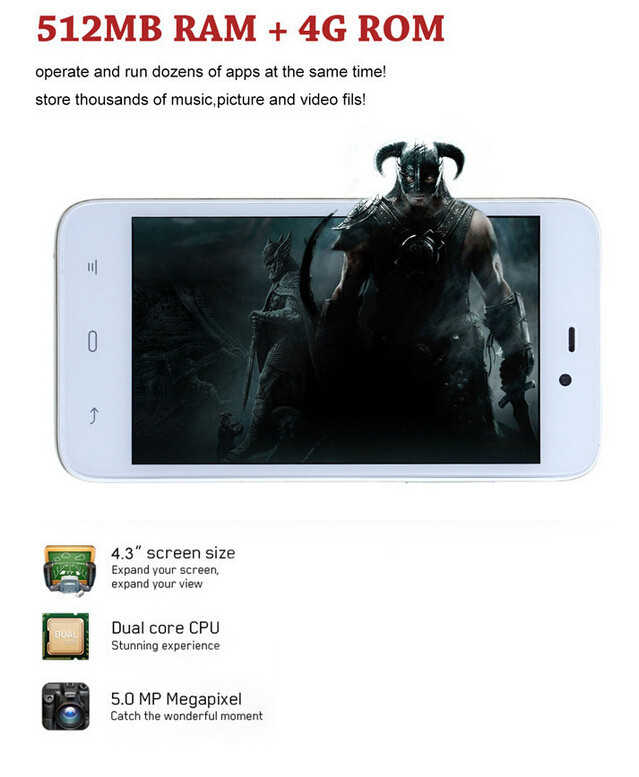 512MB RAM + 4G ROM
operate and run dozens of apps at the same time!
store thousands of music,picture and video fils!
4.3" screen size
Expand your screen,
expand your view
DUAL
Dual core CPU
Stunning experience
5.0 MP Megapixel
Catch the wonderful moment